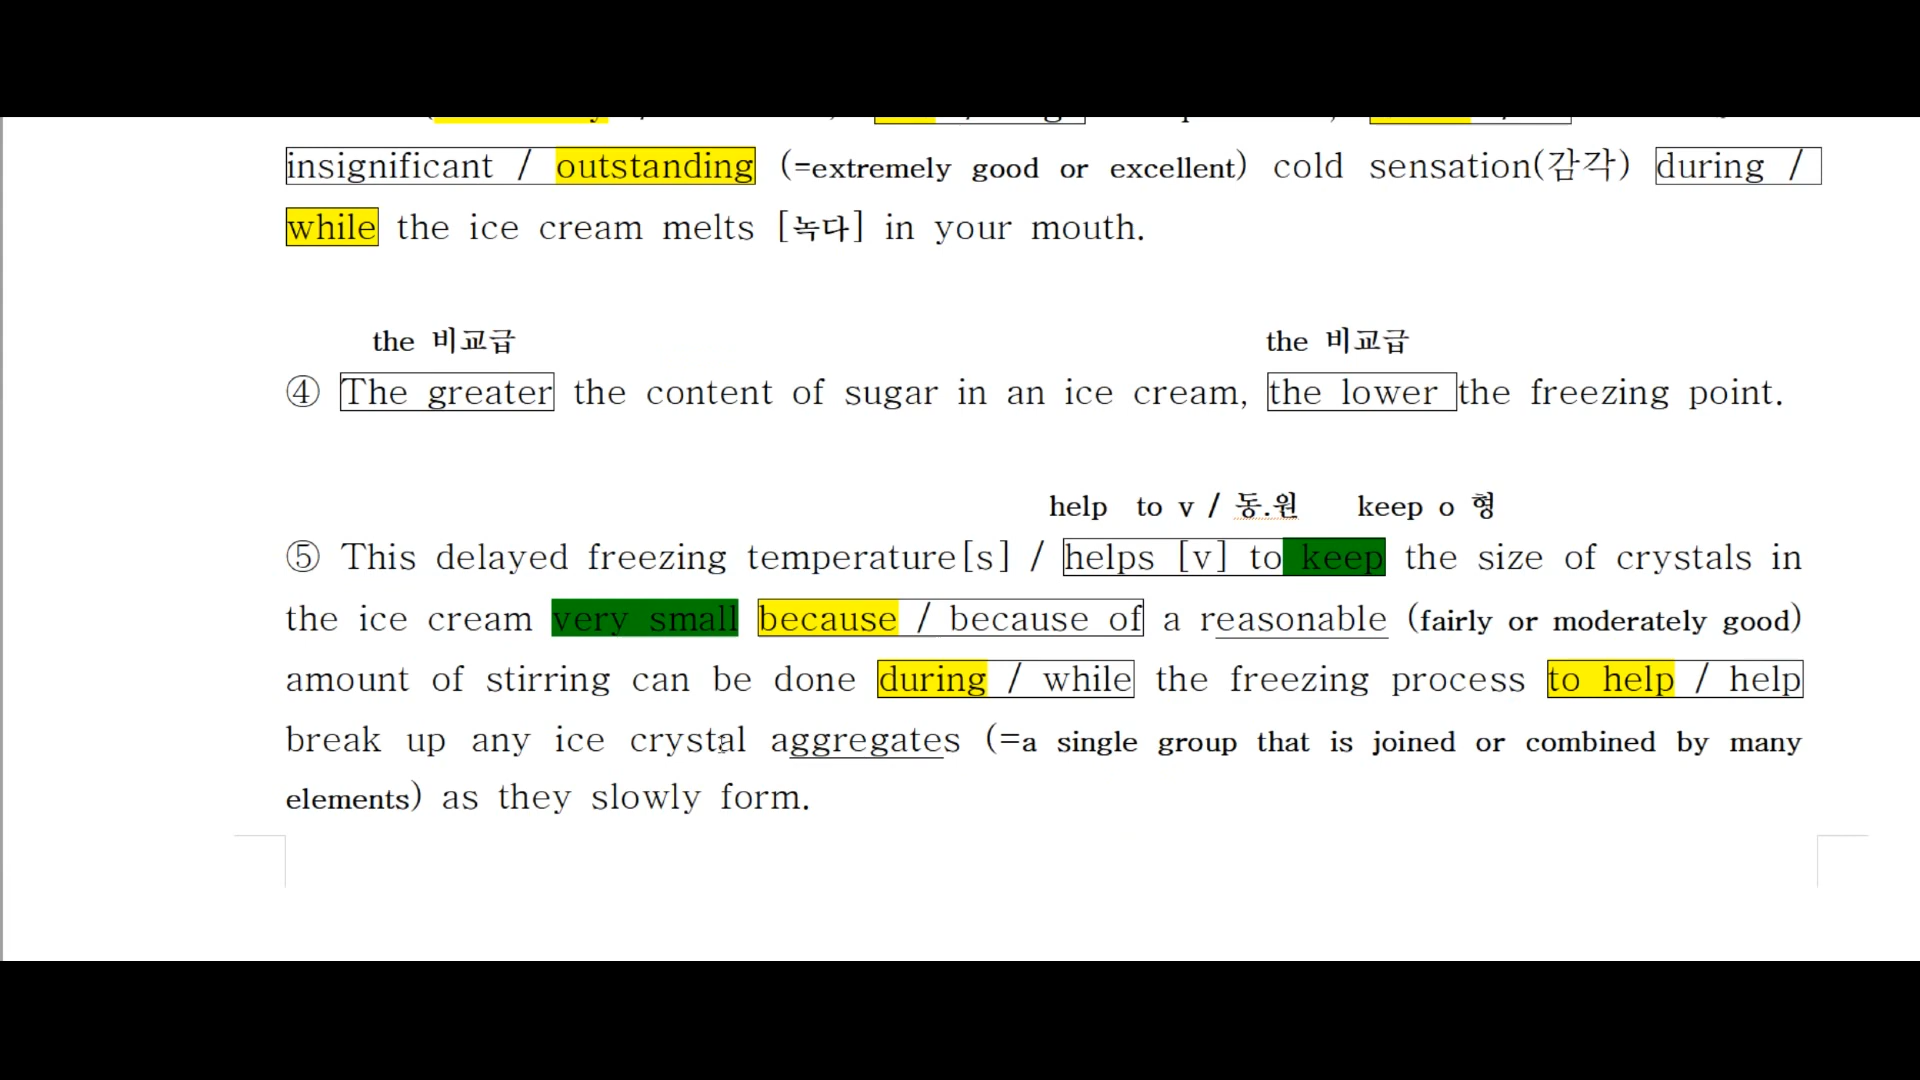 insignificant / outstanding (=extremely good or excellent) cold sensation(감각) during /
while the ice cream melts [녹다] in your mouth.
the 비교급 the 비교급
④ The greater the content of sugar in an ice cream, the lower the freezing point.
help to v / 동.원 keep o 형
⑤ This delayed freezing temperature[s] / helps [v] to keep the size of crystals in
the ice cream very small because / because of a reasonable (fairly or moderately good)
amount of stirring can be done during / while the freezing process to help / help
break up any ice crystal aggregates (=a single group that is joined or combined by many
elements) as they slowly form.